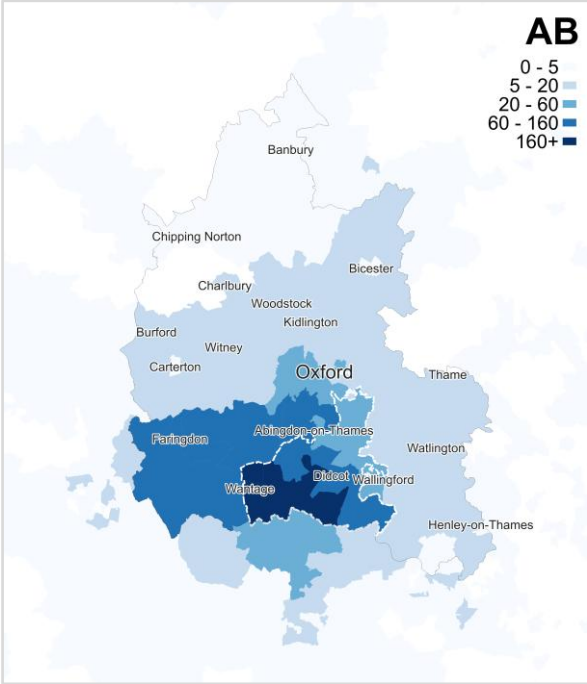 AB
0 - 5
5 - 20
20 - 60
60 - 160
160+
Banbury
Chipping Norton
Bicester
Charlbury
Woodstock
Kidlington
Burford
Witney
Carterton
Oxford
Thame
Abingdon-on-Thames
Faringdon
Watlington
Didcot
Wallingford
Wantage
Henley-on-Thames